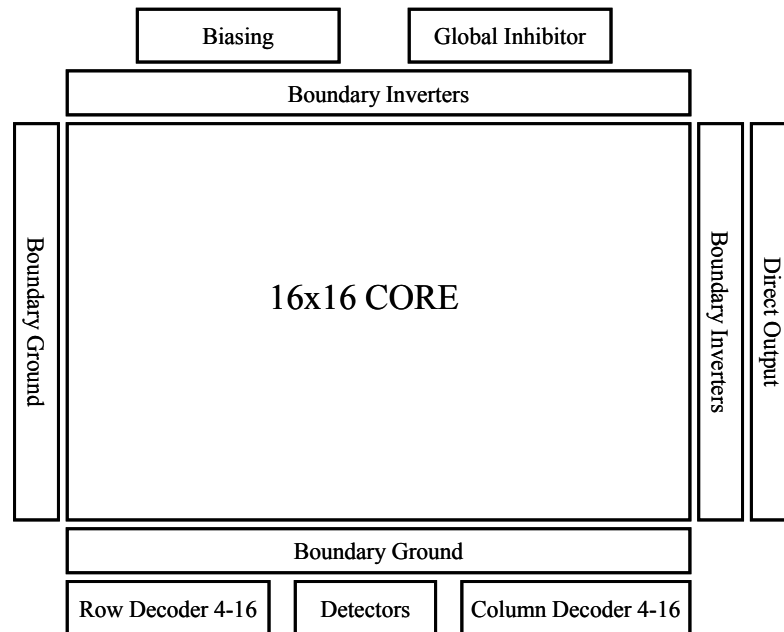 Biasing
Global Inhibitor
Boundary Inverters
Boundary Ground
16x16 CORE
Boundary Inverters
Direct Output
Boundary Ground
Row Decoder 4-16
Detectors
Column Decoder 4-16